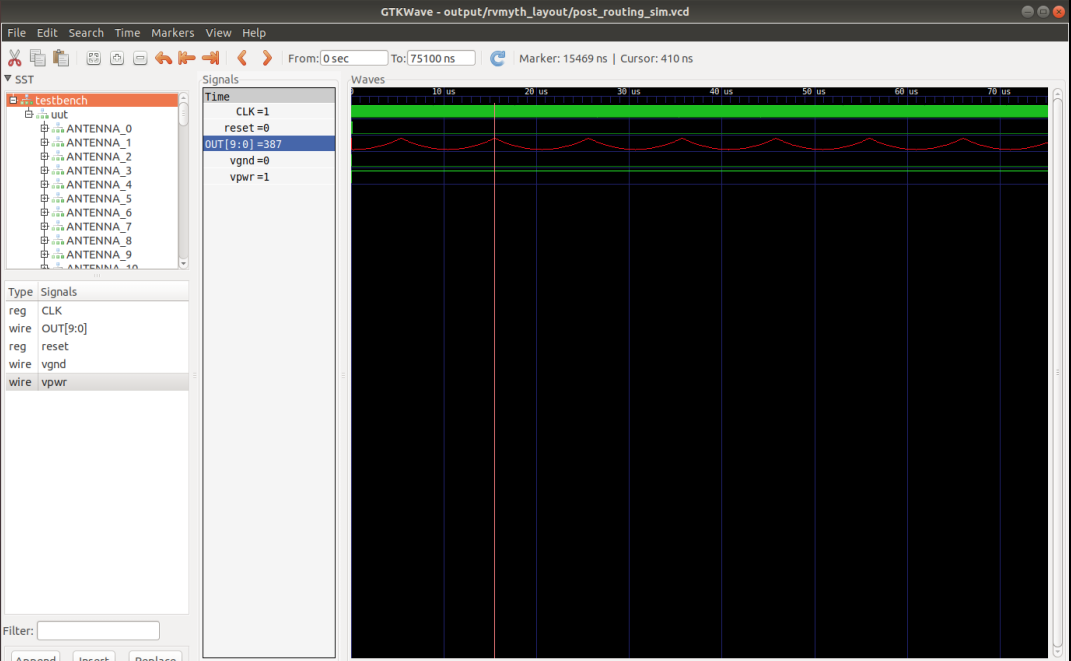 GTKWave - output/rvmyth_layout/post_routing_sim.vcd
File Edit Search Time Markers View Help
From: 0 sec To: 75100 ns Marker: 15469 ns | Cursor: 410 ns
SST
testbench
uut
ANTENNA_0
ANTENNA_1
ANTENNA_2
ANTENNA_3
ANTENNA_4
ANTENNA_5
ANTENNA_6
ANTENNA_7
ANTENNA_8
ANTENNA_9
ANTENNA_10
Type Signals
reg CLK
wire OUT[9:0]
reg reset
wire vgnd
wire vpwr
Filter:
Append Insert Replace
Signals
Time
CLK =1
reset =0
OUT[9:0] =387
vgnd =0
vpwr =1
Waves
0 10 us 20 us 30 us 40 us 50 us 60 us 70 us